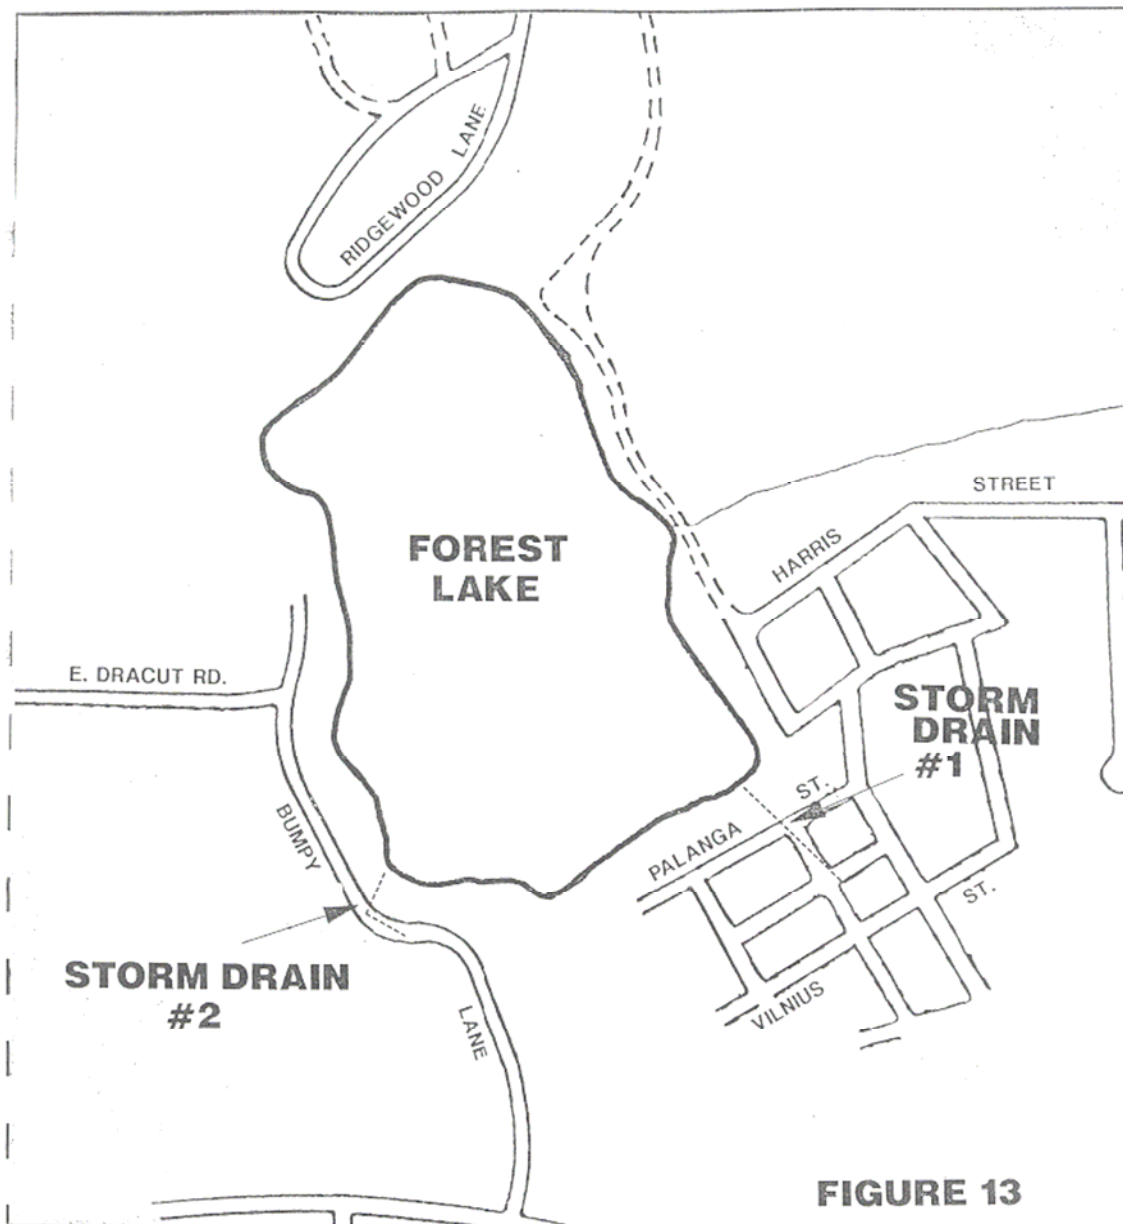 RIDGEWOOD LANE
STREET
HARRIS
FOREST
LAKE
E. DRACUT RD.
STORM
DRAIN
#1
ST.
PALANGA
BUMPY
ST.
STORM DRAIN
#2
VILNIUS
LANE
FIGURE 13